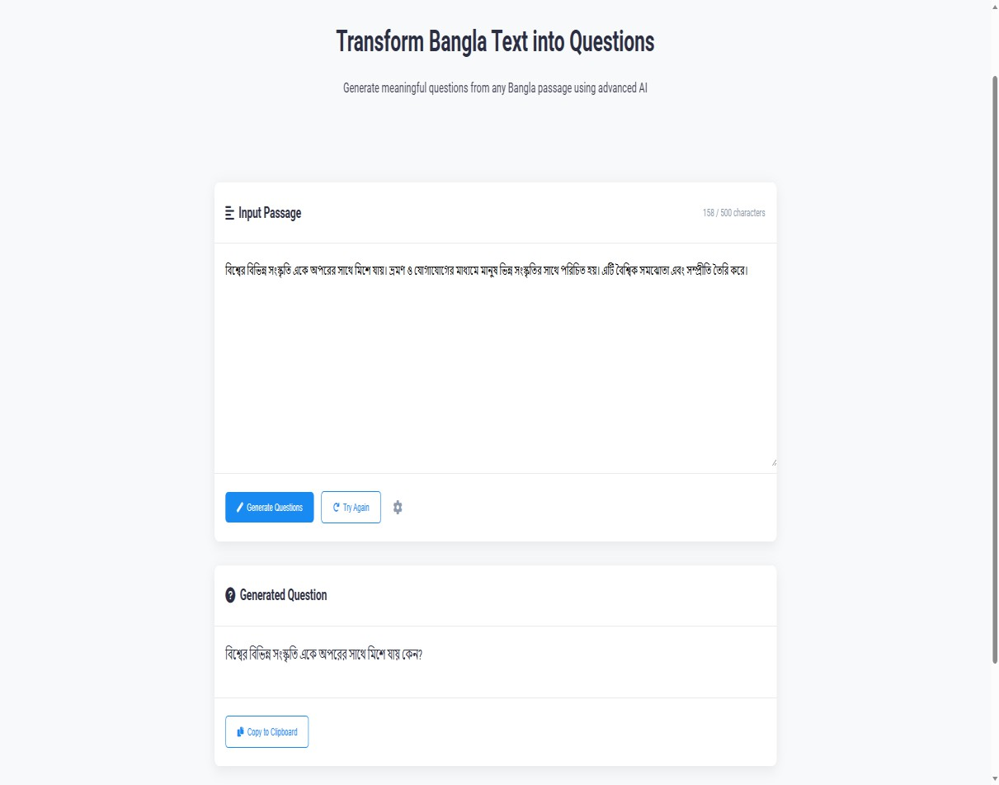 Transform Bangla Text into Questions
Generate meaningful questions from any Bangla passage using advanced AI
Input Passage
158 / 500 characters
বিশ্বের বিভিন্ন সংস্কৃতি একে অপরের সাথে মিশে যায়। ভ্রমণ ও যোগাযোগের মাধ্যমে মানুষ ভিন্ন সংস্কৃতির সাথে পরিচিত হয়। এটি বৈশ্বিক সমঝোতা এবং সম্প্রীতি তৈরি করে।
Generate Questions
Try Again
Generated Question
বিশ্বের বিভিন্ন সংস্কৃতি একে অপরের সাথে মিশে যায় কেন?
Copy to Clipboard